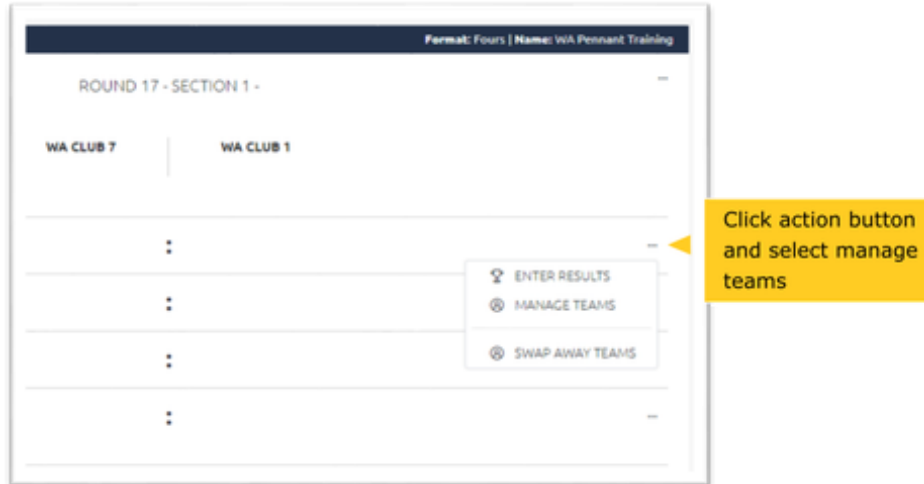 Format: Fours | Name: WA Pennant Training
ROUND 17 - SECTION 1 -
WA CLUB 7 WA CLUB 1
:
Click action button
and select manage
teams
ENTER RESULTS
:
MANAGE TEAMS
SWAP AWAY TEAMS
:
: